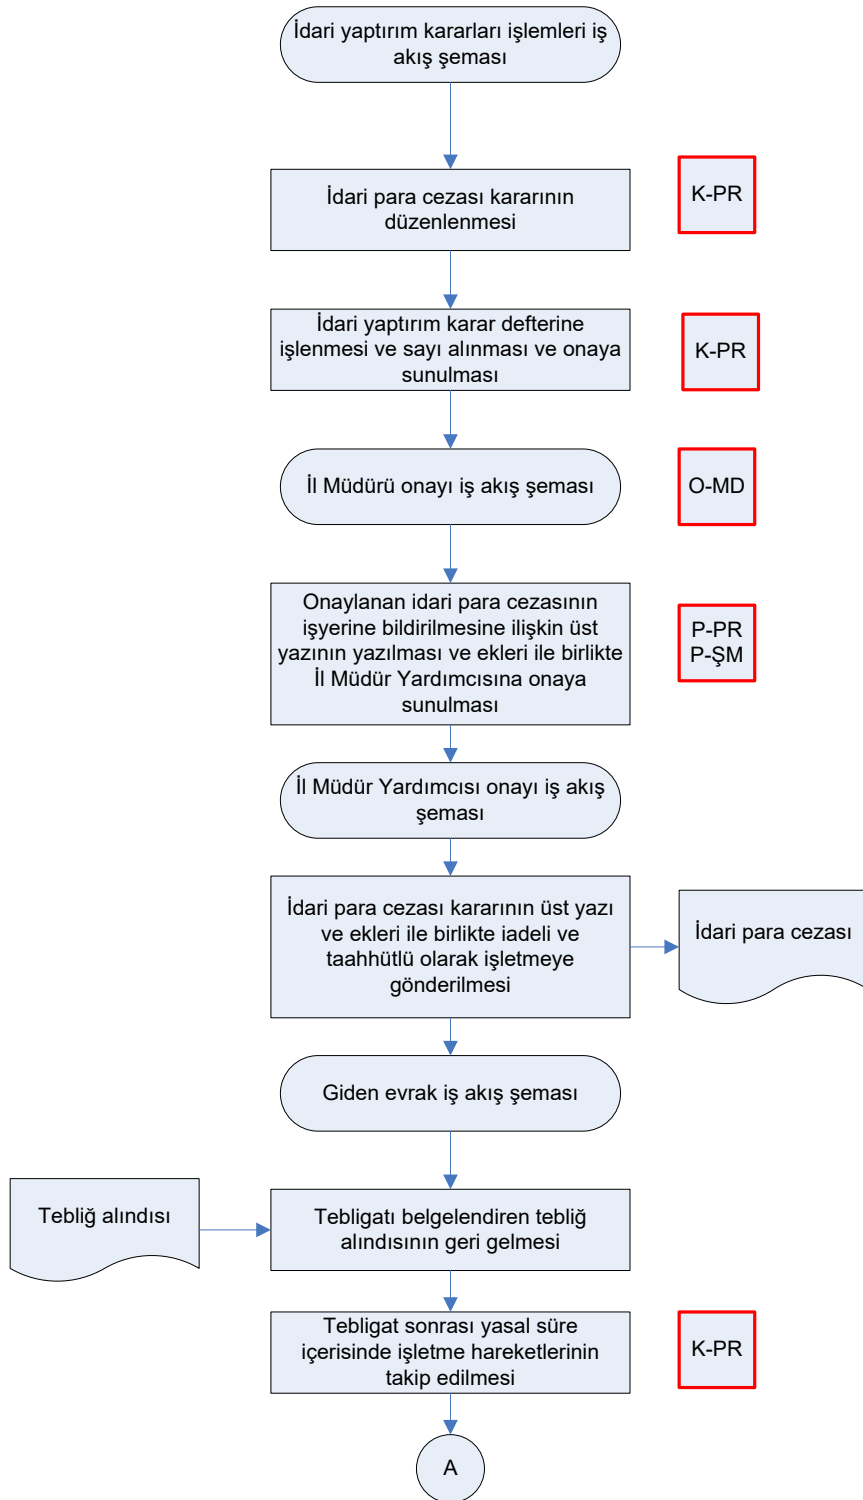 İdari yaptırım kararları işlemleri iş
akış şeması
İdari para cezası kararının
düzenlenmesi
K-PR
İdari yaptırım karar defterine
işlenmesi ve sayı alınması ve onaya
sunulması
K-PR
İl Müdürü onayı iş akış şeması
O-MD
Onaylanan idari para cezasının
işyerine bildirilmesine ilişkin üst
yazının yazılması ve ekleri ile birlikte
İl Müdür Yardımcısına onaya
sunulması
P-PR
P-ŞM
İl Müdür Yardımcısı onayı iş akış
şeması
İdari para cezası kararının üst yazı
ve ekleri ile birlikte iadeli ve
taahhütlü olarak işletmeye
gönderilmesi
İdari para cezası
Giden evrak iş akış şeması
Tebliğ alındısı
Tebligatı belgelendiren tebliğ
alındısının geri gelmesi
Tebligat sonrası yasal süre
içerisinde işletme hareketlerinin
takip edilmesi
K-PR
A